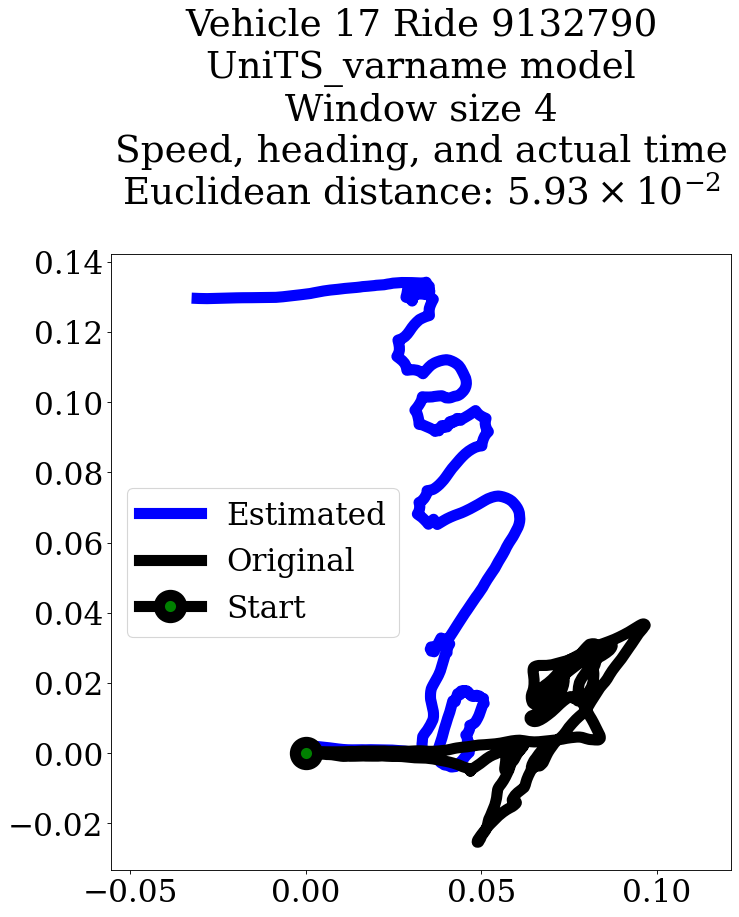 Vehicle 17 Ride 9132790
UniTS_varname model
Window size 4
Speed, heading, and actual time
Euclidean distance: 5.93 × 10⁻²
0.14
0.12
0.10
0.08
0.06
0.04
0.02
0.00
−0.02
Estimated
Original
Start
−0.05 0.00 0.05 0.10